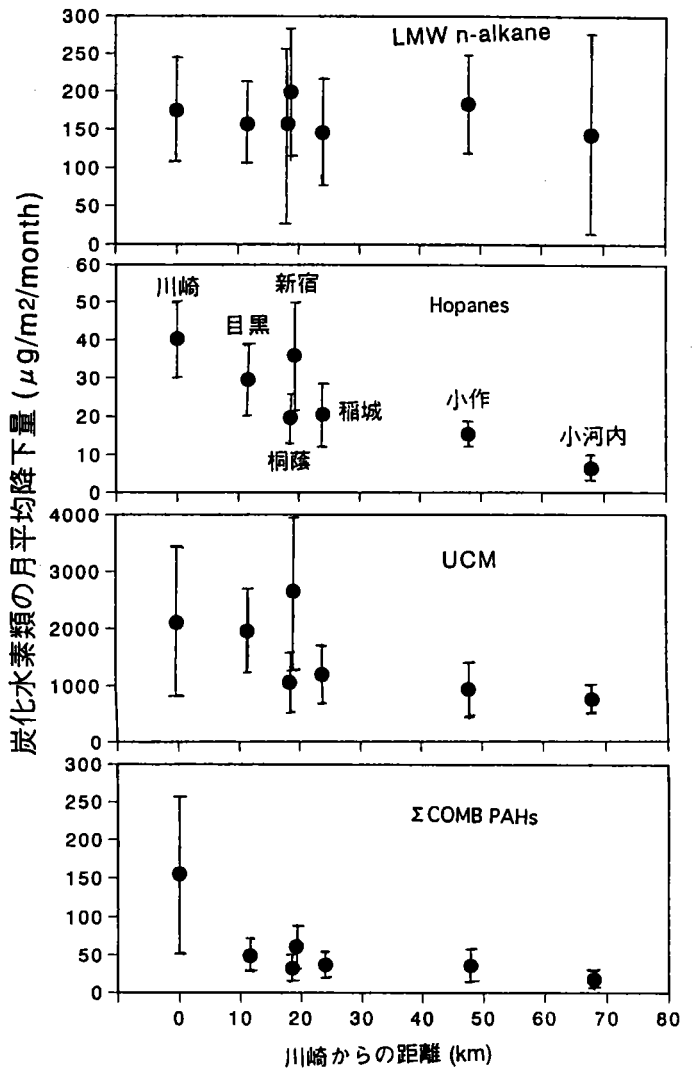 炭化水素類の月平均降下量 (μg/m2/month)
LMW n-alkane
300
250
200
150
100
50
0
Hopanes
60
50
40
30
20
10
0
川崎
目黒
新宿
桐蔭
稲城
小作
小河内
UCM
4000
3000
2000
1000
0
Σ COMB PAHs
300
250
200
150
100
50
0
0 10 20 30 40 50 60 70 80
川崎からの距離 (km)